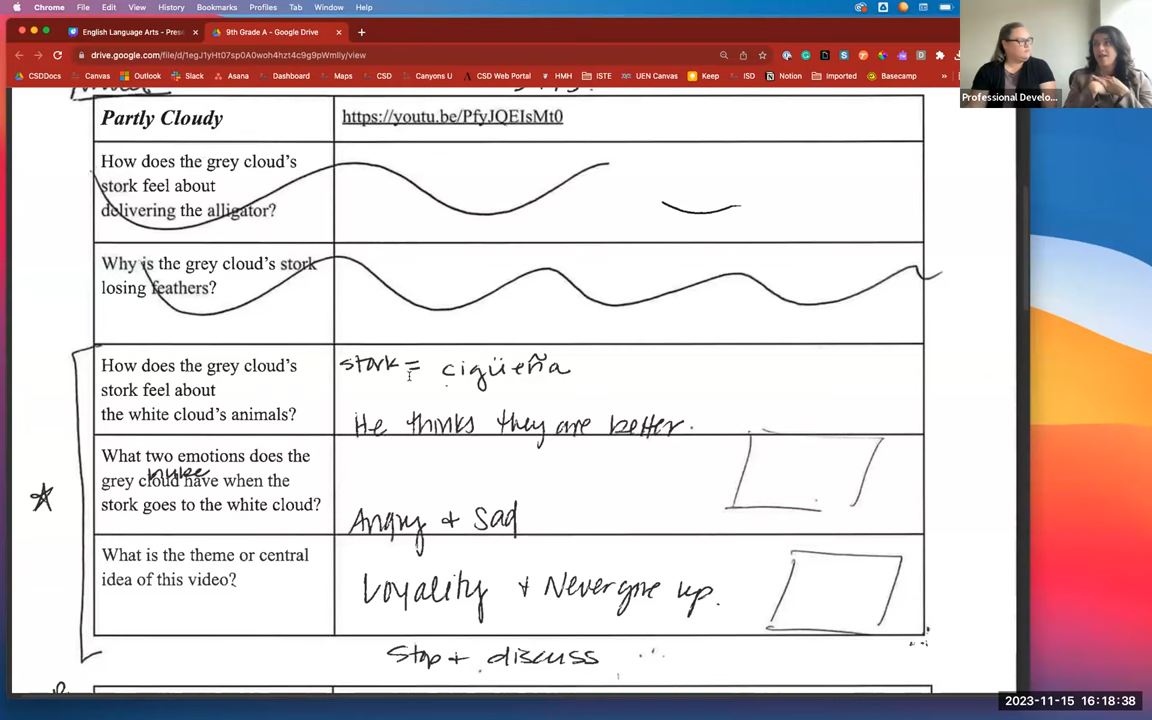 Chrome File Edit View History Bookmarks Profiles Tab Window Help
English Language Arts - Pres
9th Grade A - Google Drive
drive.google.com/file/d/1egJ1yHt07sp0A0woh4hzt4c9g9pWmlly/view
CSDDocs Canvas Outlook Slack Asana Dashboard Maps CSD Canyons U CSD Web Portal HMH ISTE UEN Canvas Keep ISD Notion Imported Basecamp »
Professional Develo...
Partly Cloudy
https://youtu.be/PfyJQEIsMt0
How does the grey cloud's
stork feel about
delivering the alligator?
Why is the grey cloud's stork
losing feathers?
How does the grey cloud's
stork feel about
the white cloud's animals?
stork = cigüeña
He thinks they are better.
What two emotions does the
grey cloud have when the
nube
stork goes to the white cloud?
Angry + Sad
What is the theme or central
idea of this video?
Loyality + Never give up.
Stop + discuss ...
2023-11-15 16:18:38